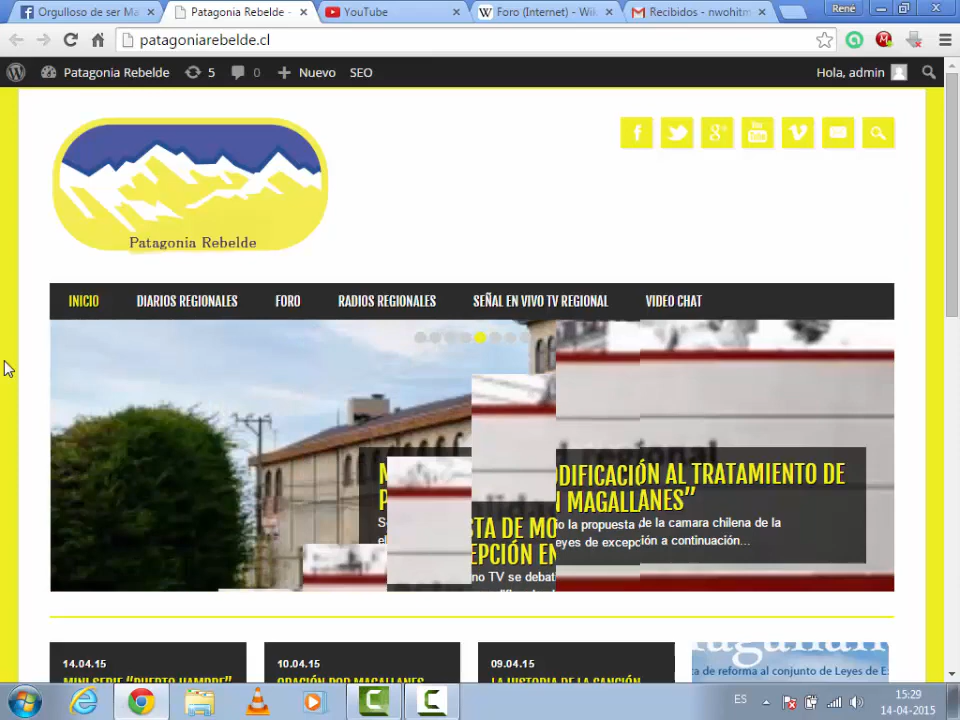 Orgulloso de ser Ma
Patagonia Rebelde -
YouTube
Foro (Internet) - Wik
Recibidos - nwohitm
René
patagoniarebelde.cl
Patagonia Rebelde
5
0
Nuevo
SEO
Hola, admin
Patagonia Rebelde
INICIO
DIARIOS REGIONALES
FORO
RADIOS REGIONALES
SEÑAL EN VIVO TV REGIONAL
VIDEO CHAT
regional
ODIFICACIÓN AL TRATAMIENTO DE
N MAGALLANES”
io la propuesta de la camara chilena de la
eyes de excepción a continuación...
STA DE MO
EPCIÓN EN
no TV se debat
14.04.15
MINI SERIE “PUERTO HAMBRE”
10.04.15
ORACIÓN POR MAGALLANES
09.04.15
LA HISTORIA DE LA CANCIÓN
ta de reforma al conjunto de Leyes de E
ES
15:29
14-04-2015